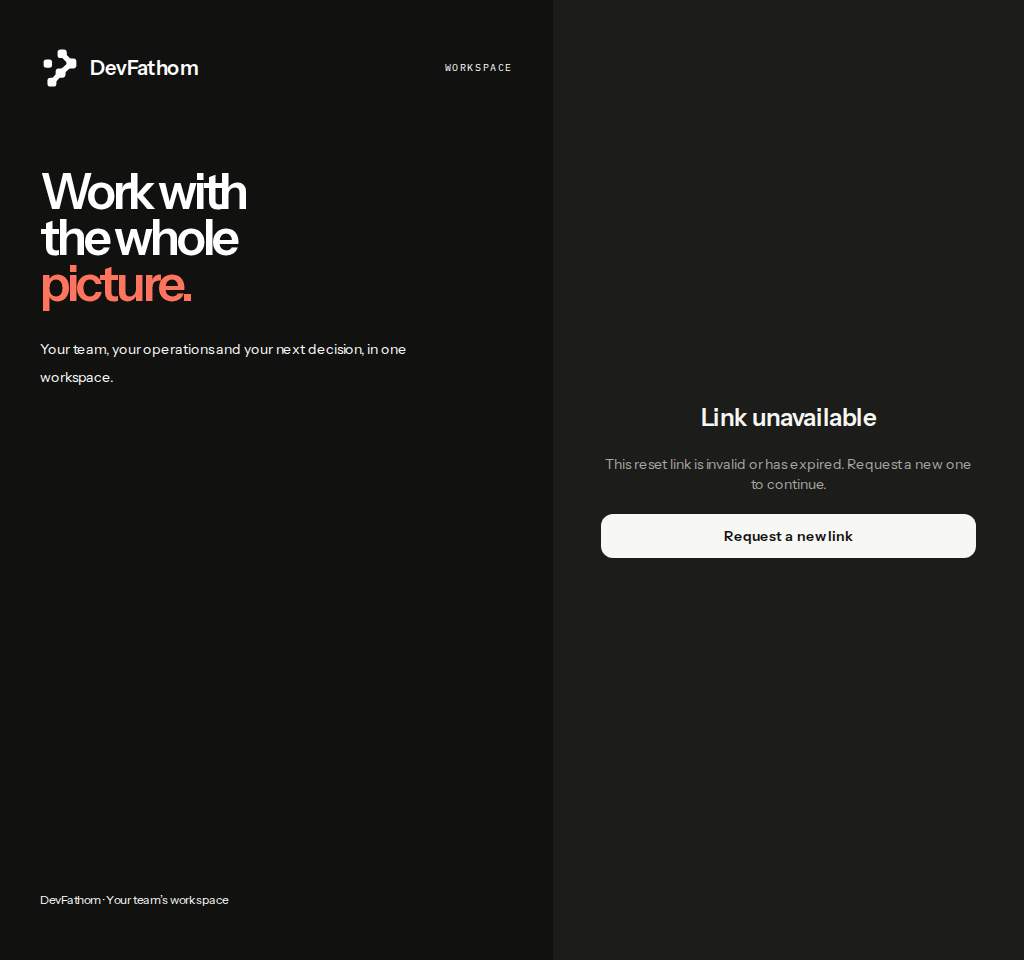 DevFathom
WORKSPACE
Work with
the whole
picture.
Your team, your operations and your next decision, in one
workspace.
Link unavailable
This reset link is invalid or has expired. Request a new one
to continue.
Request a new link
DevFathom · Your team's workspace